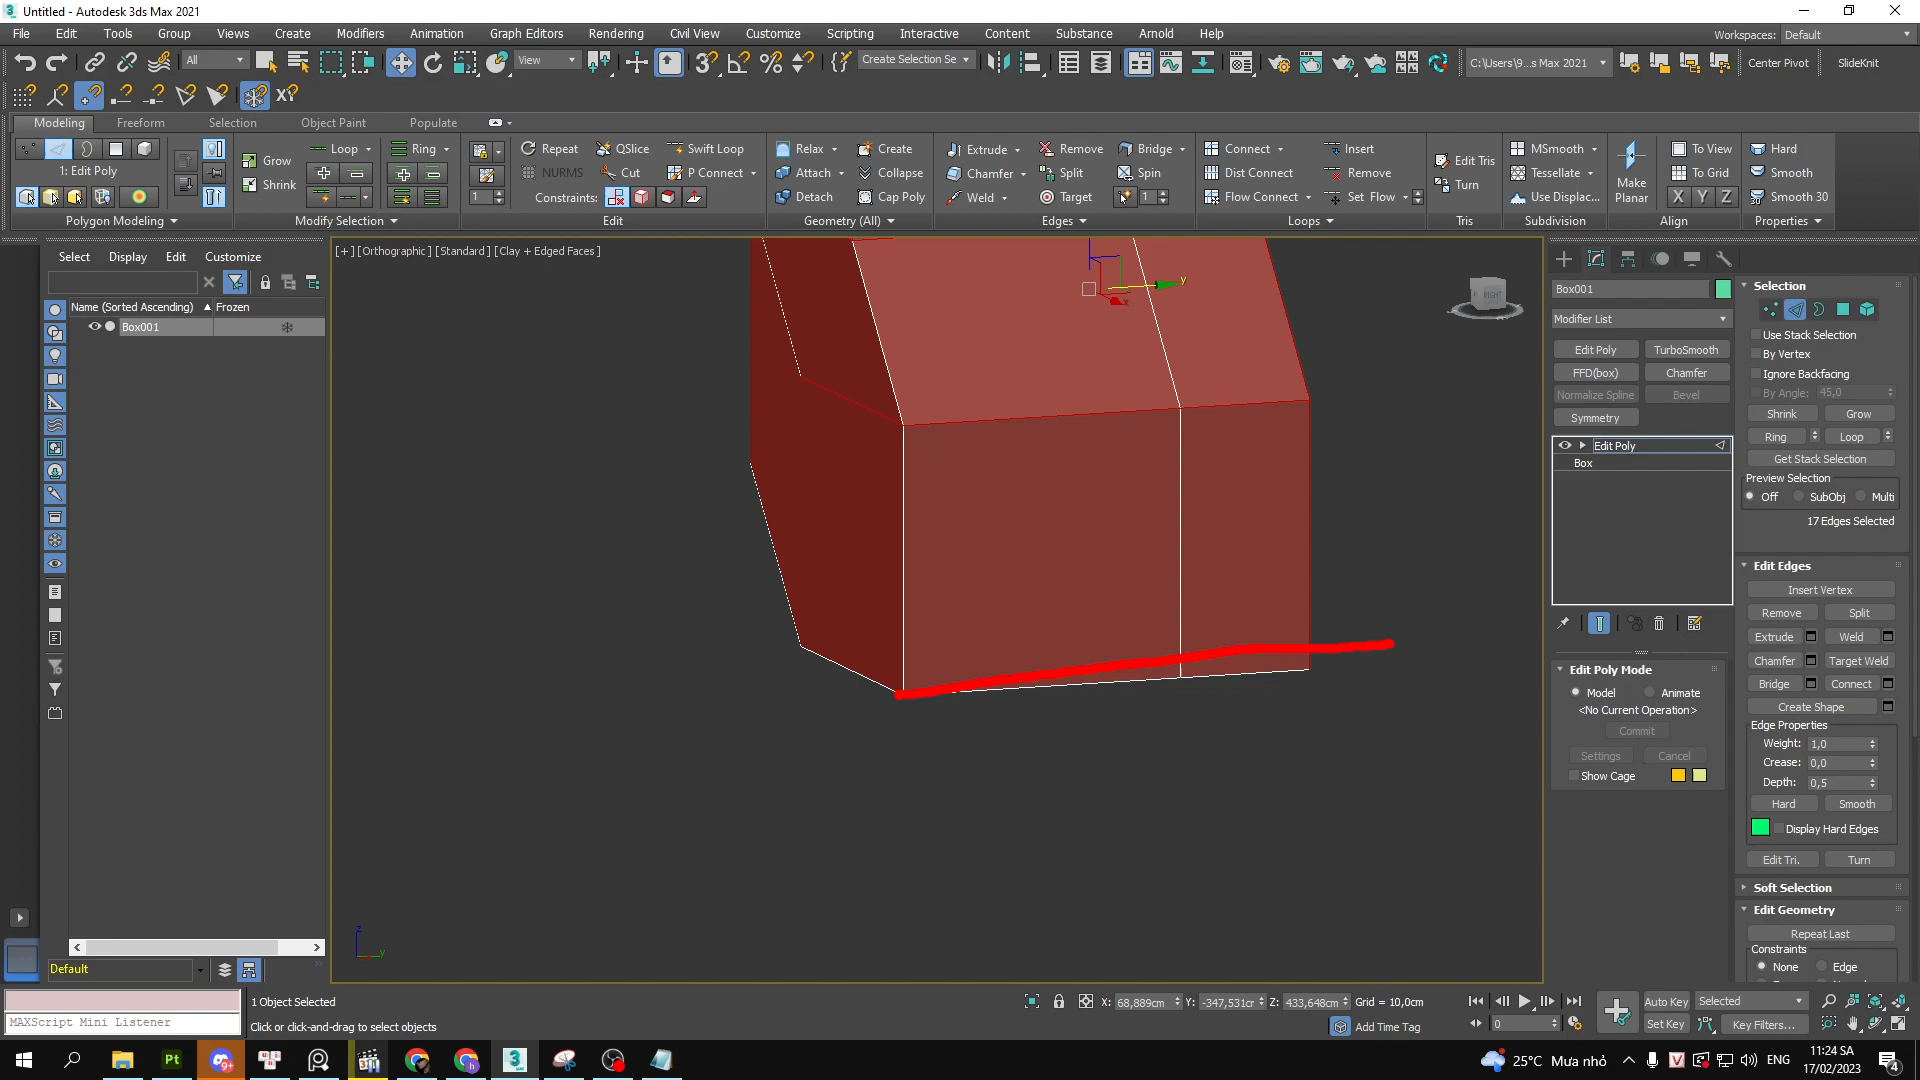 Untitled - Autodesk 3ds Max 2021
File Edit Tools Group Views Create Modifiers Animation Graph Editors Rendering Civil View Customize Scripting Interactive Content Substance Arnold Help
Workspaces: Default
All View Create Selection Se C:\Users\9...s Max 2021 Center Pivot SlideKnit
Modeling Freeform Selection Object Paint Populate
Loop Ring Repeat QSlice Swift Loop Relax Create Extrude Remove Bridge Connect Insert MSmooth To View Hard
1: Edit Poly Grow NURMS Cut P Connect Attach Collapse Chamfer Split Spin Dist Connect Remove Edit Tris Tessellate Make Planar To Grid Smooth
Shrink 1 Constraints: Detach Cap Poly Weld Target 1 Flow Connect Set Flow Turn Use Displac... X Y Z Smooth 30
Polygon Modeling Modify Selection Edit Geometry (All) Edges Loops Tris Subdivision Align Properties
Select Display Edit Customize
Name (Sorted Ascending) Frozen
Box001
Default
[+] [Orthographic] [Standard] [Clay + Edged Faces]
y
x
RIGHT
z
y
Box001
Modifier List
Edit Poly TurboSmooth
FFD(box) Chamfer
Normalize Spline Bevel
Symmetry
Edit Poly
Box
Edit Poly Mode
Model Animate
<No Current Operation>
Commit
Settings Cancel
Show Cage
Selection
Use Stack Selection
By Vertex
Ignore Backfacing
By Angle: 45,0
Shrink Grow
Ring Loop
Get Stack Selection
Preview Selection
Off SubObj Multi
17 Edges Selected
Edit Edges
Insert Vertex
Remove Split
Extrude Weld
Chamfer Target Weld
Bridge Connect
Create Shape
Edge Properties
Weight: 1,0
Crease: 0,0
Depth: 0,5
Hard Smooth
Display Hard Edges
Edit Tri. Turn
Soft Selection
Edit Geometry
Repeat Last
Constraints
None Edge
MAXScript Mini Listener
1 Object Selected
Click or click-and-drag to select objects
X: 68,889cm Y: -347,531cm Z: 433,648cm Grid = 10,0cm
Add Time Tag
0
Auto Key Selected
Set Key Key Filters...
25°C Mưa nhỏ ENG 11:24 SA
17/02/2023
4